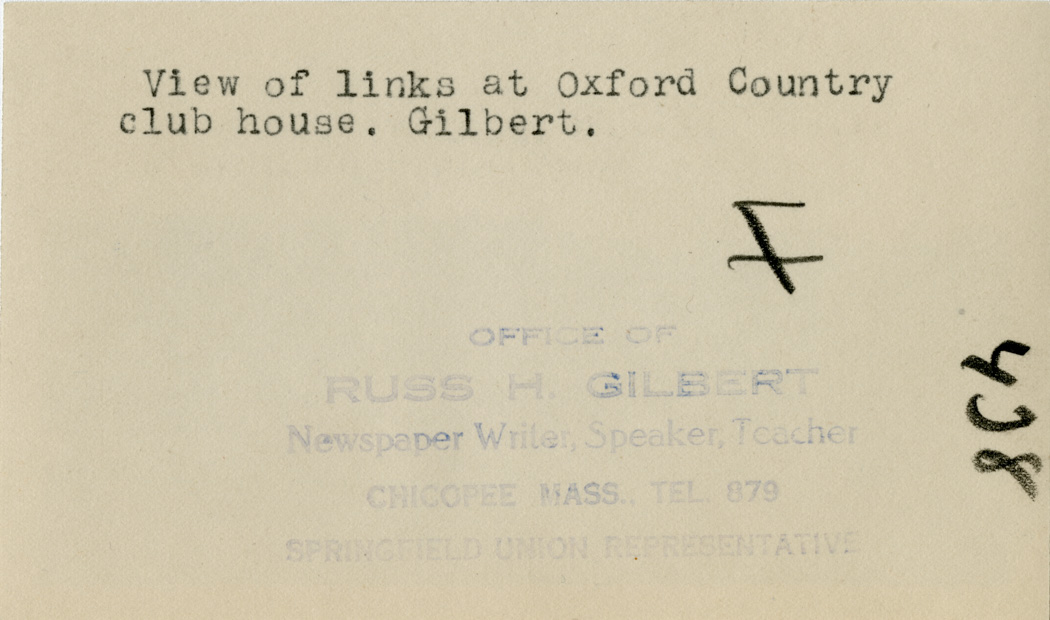 View of links at Oxford Country
club house. Gilbert.
OFFICE OF
RUSS H. GILBERT
Newspaper Writer, Speaker, Teacher
CHICOPEE MASS., TEL. 879
SPRINGFIELD UNION REPRESENTATIVE